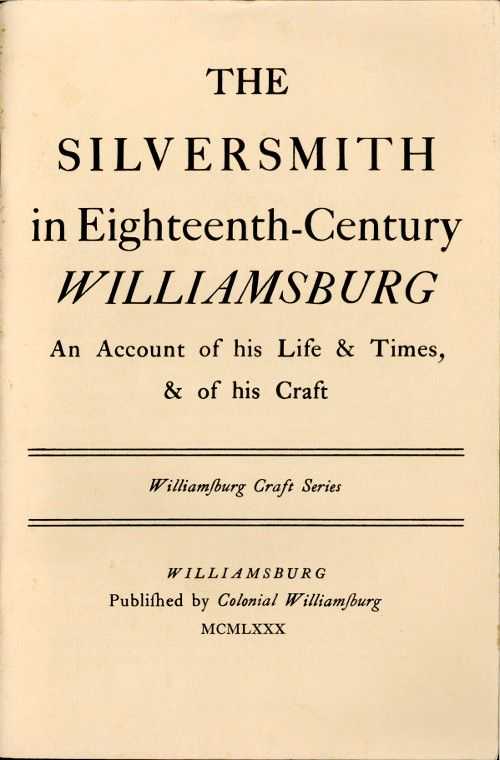 THE
SILVERSMITH
in Eighteenth-Century
WILLIAMSBURG
An Account of his Life & Times,
& of his Craft
Williamſburg Craft Series
WILLIAMSBURG
Publiſhed by Colonial Williamſburg
MCMLXXX